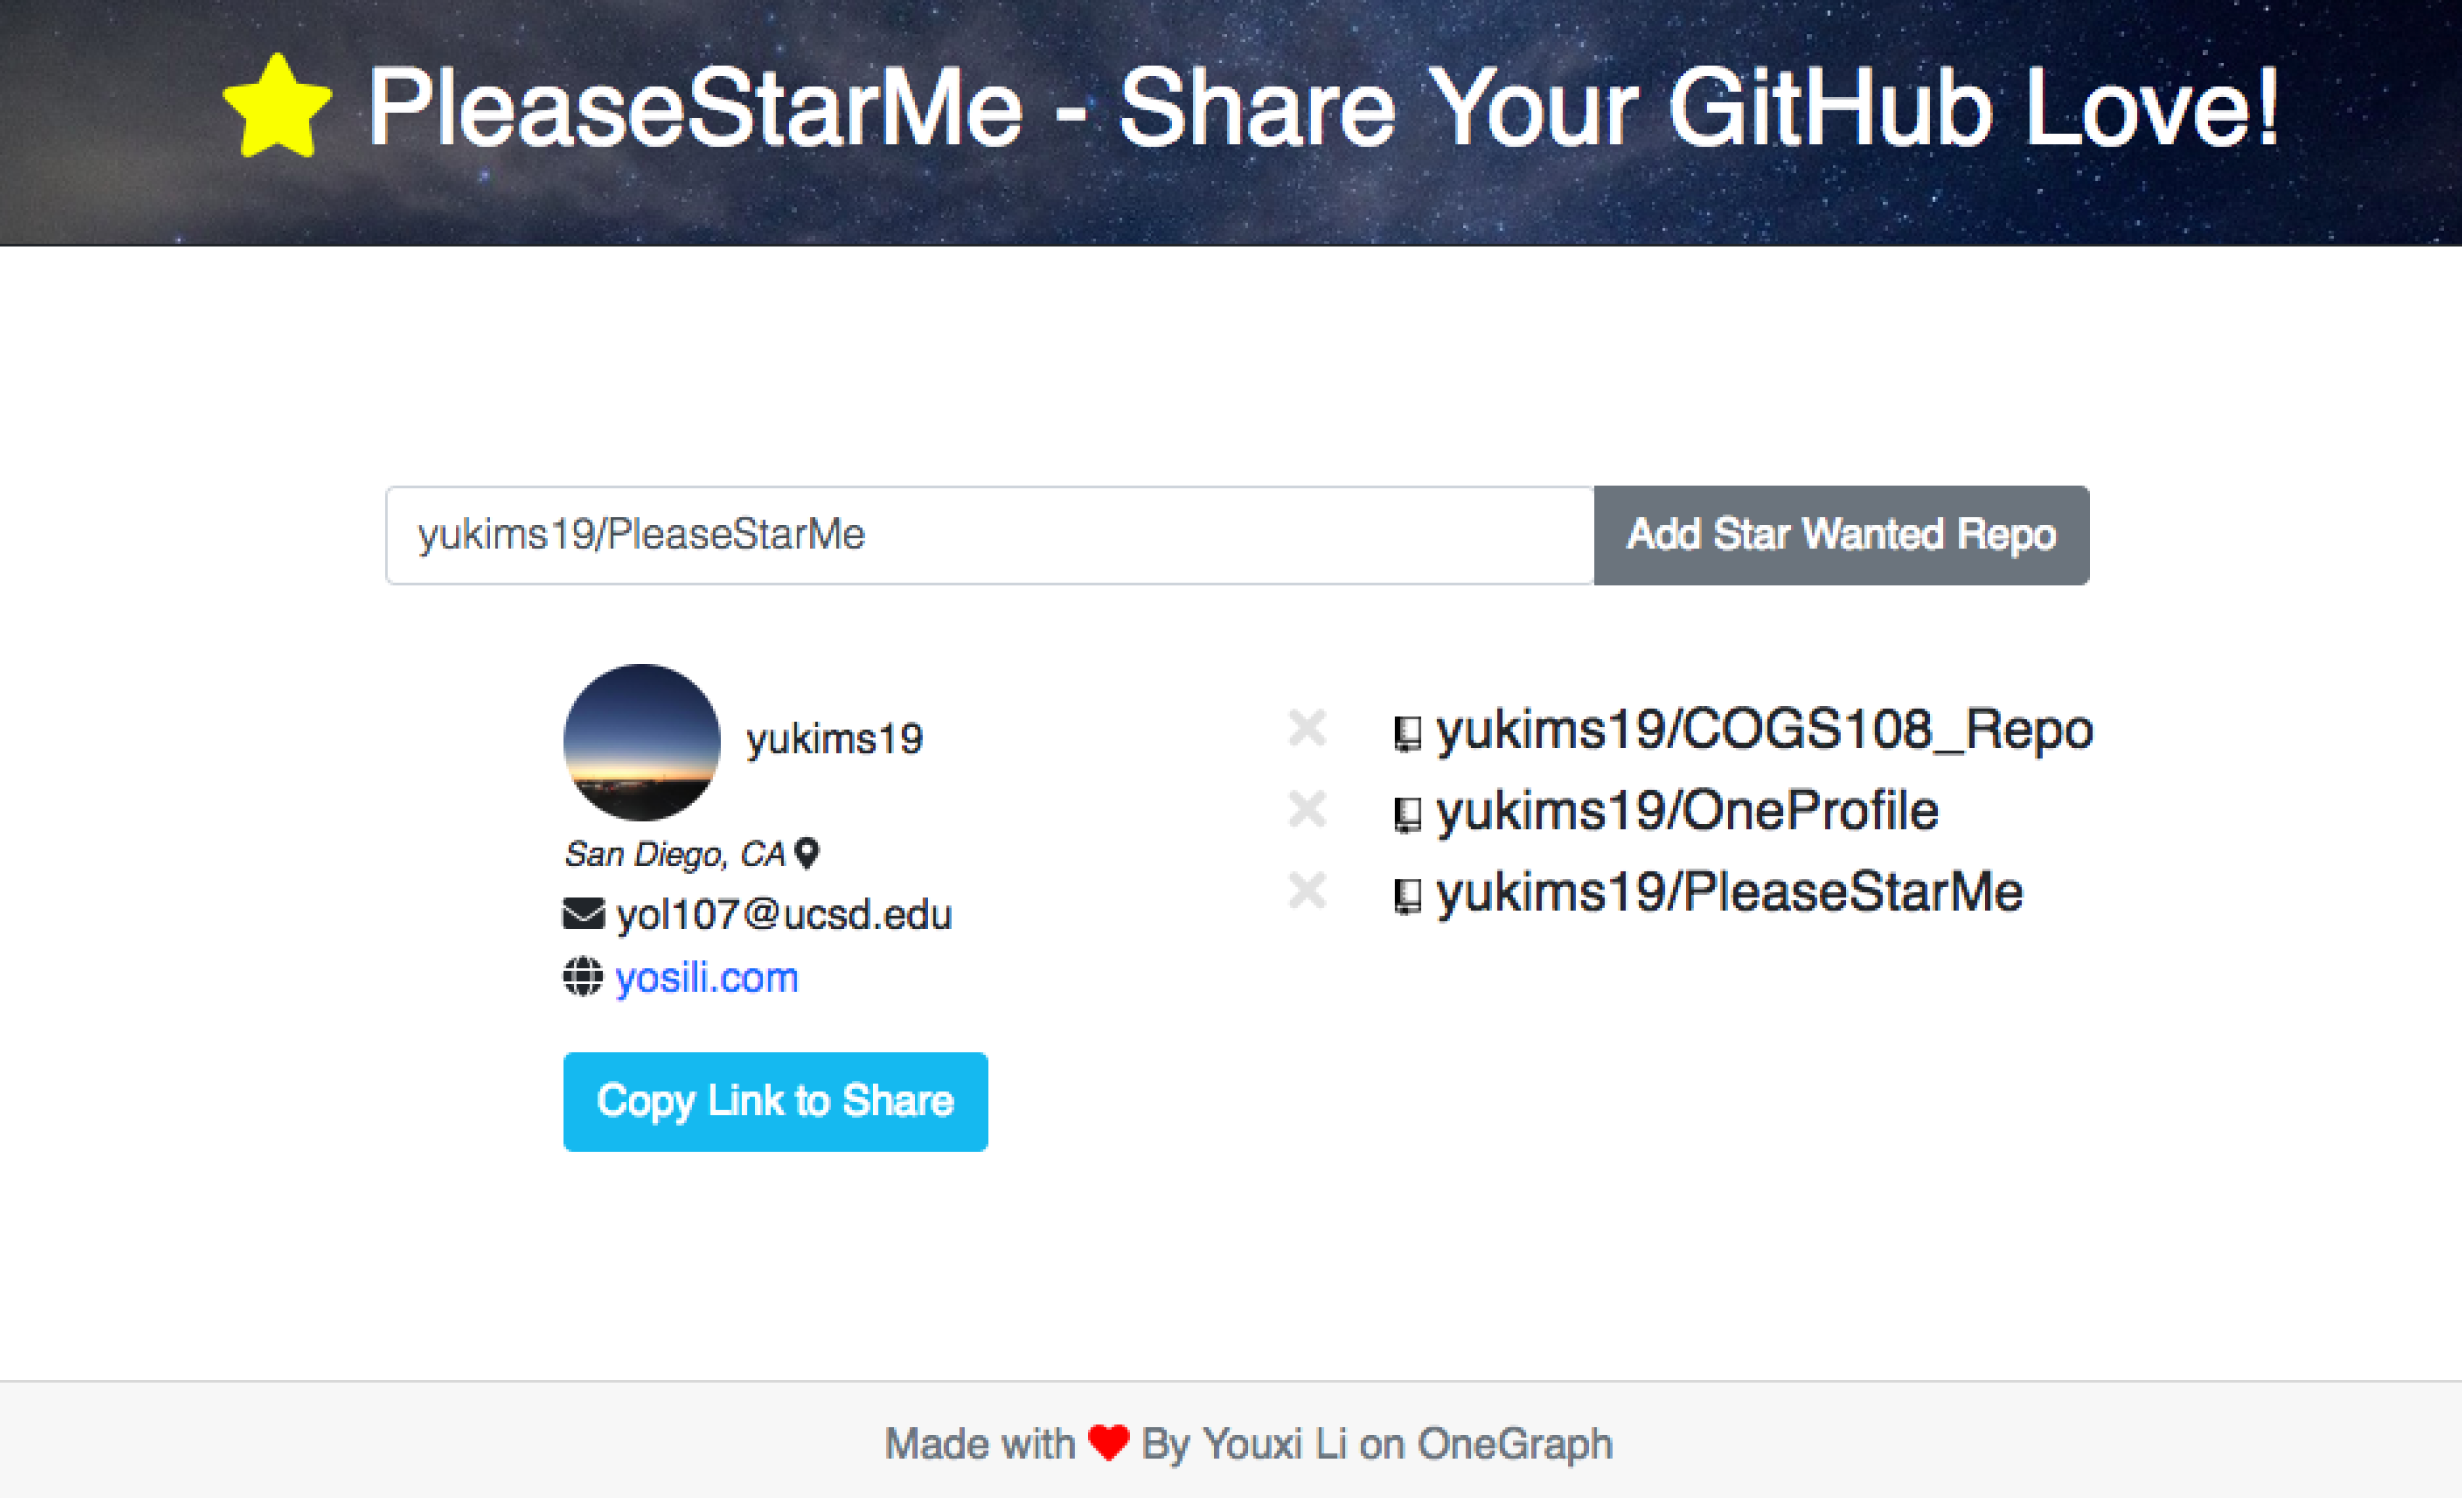 PleaseStarMe - Share Your GitHub Love!
yukims19/PleaseStarMe
Add Star Wanted Repo
yukims19
San Diego, CA
yol107@ucsd.edu
yosili.com
Copy Link to Share
yukims19/COGS108_Repo
yukims19/OneProfile
yukims19/PleaseStarMe
Made with By Youxi Li on OneGraph